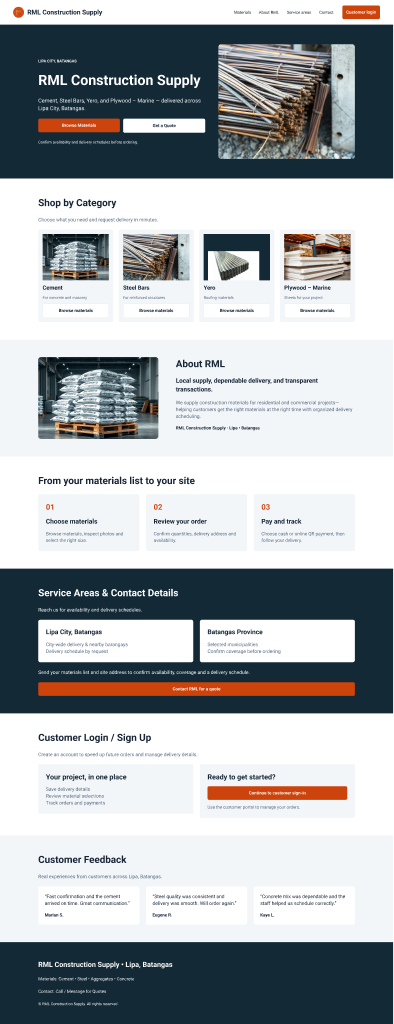 RML Construction Supply
Materials
About RML
Service areas
Contact
Customer login
LIPA CITY, BATANGAS
RML Construction Supply
Cement, Steel Bars, Yero, and Plywood – Marine — delivered across
Lipa City, Batangas.
Browse Materials
Get a Quote
Confirm availability and delivery schedules before ordering.
Shop by Category
Choose what you need and request delivery in minutes.
Cement
For concrete and masonry
Browse materials
Steel Bars
For reinforced structures
Browse materials
Yero
Roofing materials
Browse materials
Plywood – Marine
Sheets for your project
Browse materials
About RML
Local supply, dependable delivery, and transparent
transactions.
We supply construction materials for residential and commercial projects—
helping customers get the right materials at the right time with organized delivery
scheduling.
RML Construction Supply • Lipa • Batangas
From your materials list to your site
01
Choose materials
Browse materials, inspect photos and
select the right size.
02
Review your order
Confirm quantities, delivery address and
availability.
03
Pay and track
Choose cash or online QR payment, then
follow your delivery.
Service Areas & Contact Details
Reach us for availability and delivery schedules.
Lipa City, Batangas
City-wide delivery & nearby barangays
Delivery schedule by request
Batangas Province
Selected municipalities
Confirm coverage before ordering
Send your materials list and site address to confirm availability, coverage and a delivery schedule.
Contact RML for a quote
Customer Login / Sign Up
Create an account to speed up future orders and manage delivery details.
Your project, in one place
Save delivery details
Review material selections
Track orders and payments
Ready to get started?
Continue to customer sign-in
Use the customer portal to manage your orders.
Customer Feedback
Real experiences from customers across Lipa, Batangas.
"Fast confirmation and the cement
arrived on time. Great communication."
Marian S.
"Steel quality was consistent and
delivery was smooth. Will order again."
Eugene R.
"Concrete mix was dependable and the
staff helped us schedule correctly."
Kaye L.
RML Construction Supply • Lipa, Batangas
Materials: Cement • Steel • Aggregates • Concrete
Contact: Call / Message for Quotes
© RML Construction Supply. All rights reserved.